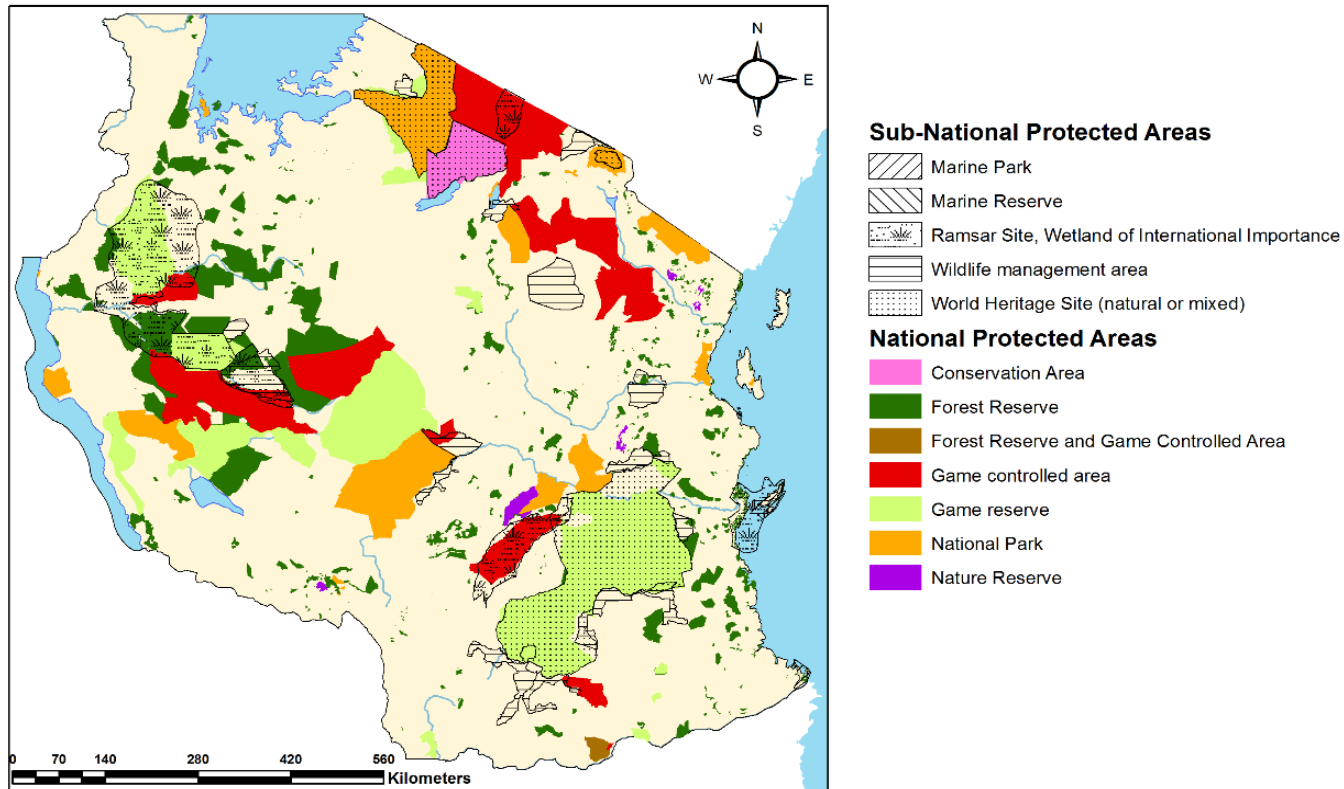 N
W E
S
0 70 140 280 420 560
Kilometers
Sub-National Protected Areas
Marine Park
Marine Reserve
Ramsar Site, Wetland of International Importance
Wildlife management area
World Heritage Site (natural or mixed)
National Protected Areas
Conservation Area
Forest Reserve
Forest Reserve and Game Controlled Area
Game controlled area
Game reserve
National Park
Nature Reserve